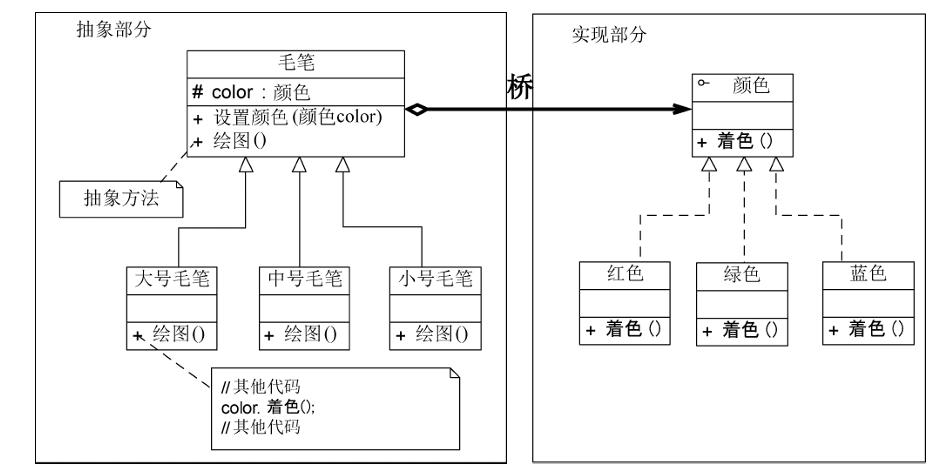 抽象部分
毛笔
# color : 颜色
+ 设置颜色(颜色color)
+ 绘图()
抽象方法
大号毛笔
+ 绘图()
中号毛笔
+ 绘图()
小号毛笔
+ 绘图()
//其他代码
color. 着色();
//其他代码
桥
实现部分
颜色
+ 着色()
红色
+ 着色()
绿色
+ 着色()
蓝色
+ 着色()